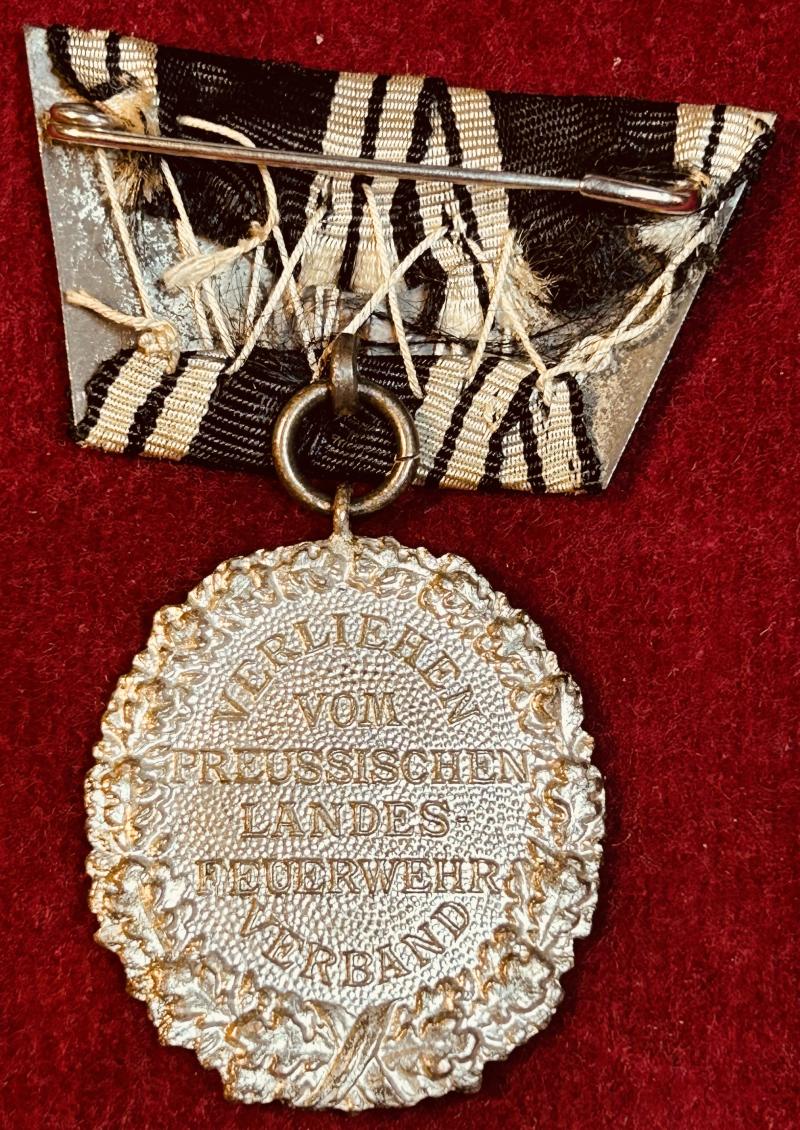 VERLIEHEN
VOM
PREUSSISCHEN
LANDES-
FEUERWEHR
VERBAND